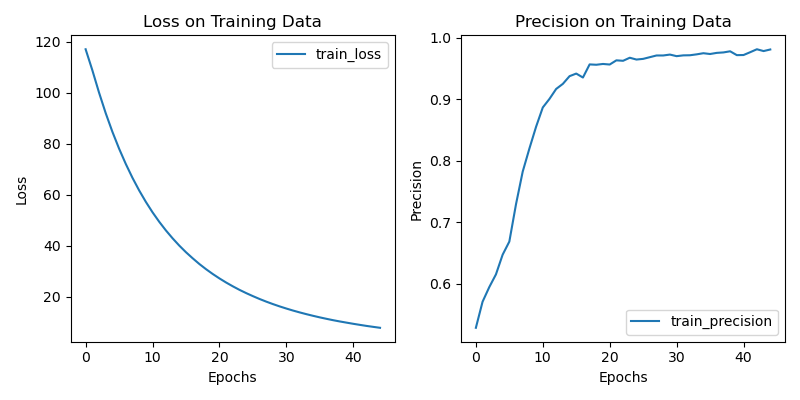 Loss on Training Data
120
100
80
60
40
20
Loss
train_loss
0 10 20 30 40
Epochs
Precision on Training Data
1.0
0.9
0.8
0.7
0.6
Precision
train_precision
0 10 20 30 40
Epochs